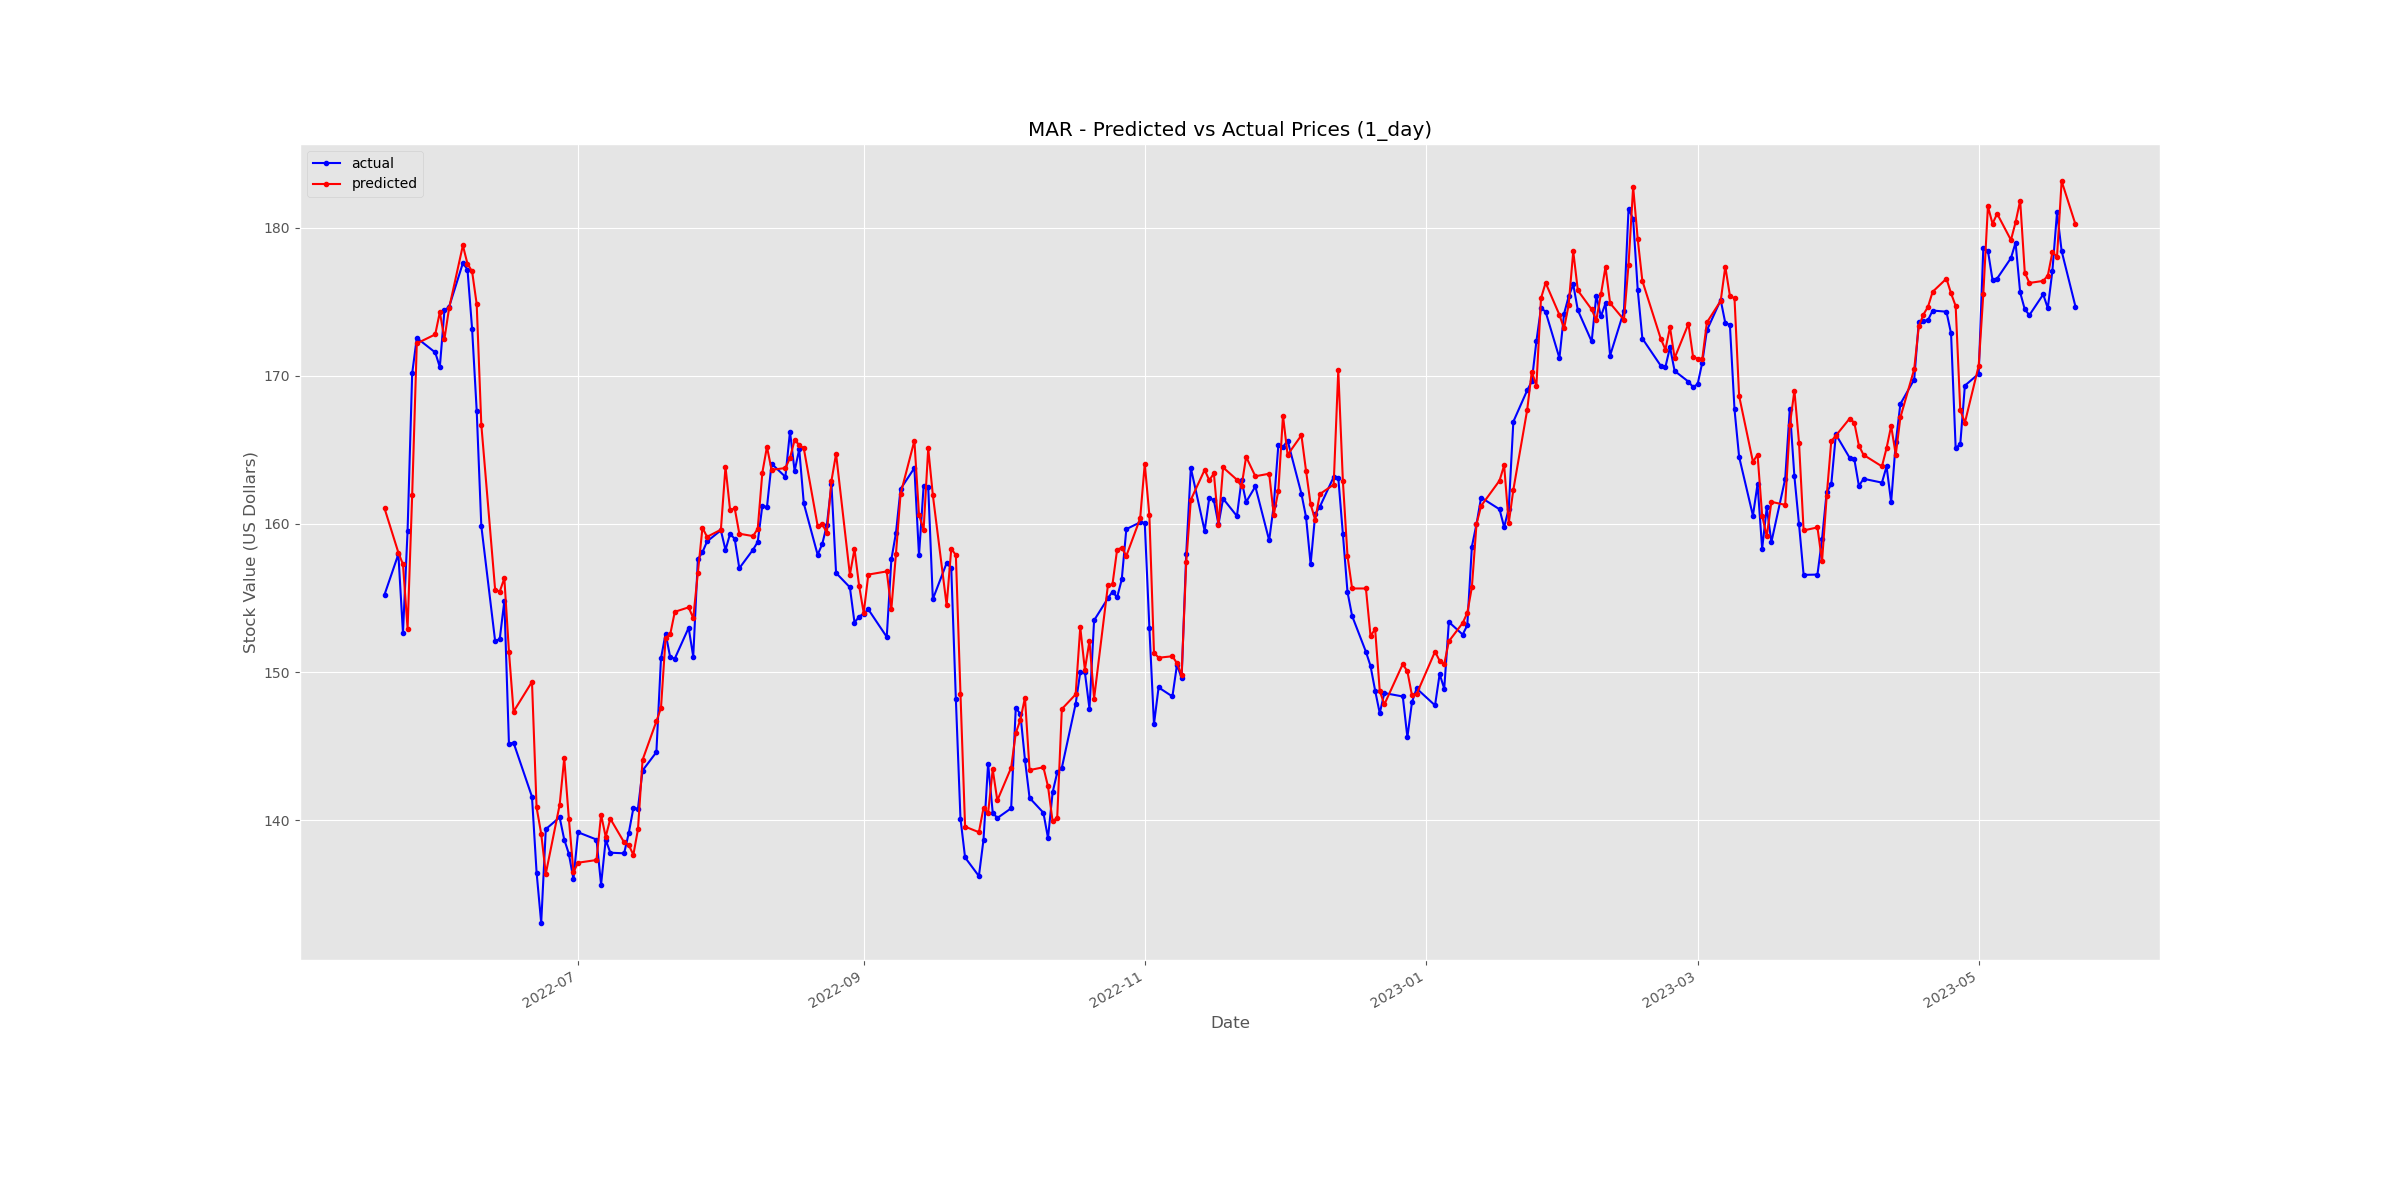 MAR - Predicted vs Actual Prices (1_day)
actual
predicted
Stock Value (US Dollars)
180
170
160
150
140
2022-07
2022-09
2022-11
2023-01
2023-03
2023-05
Date